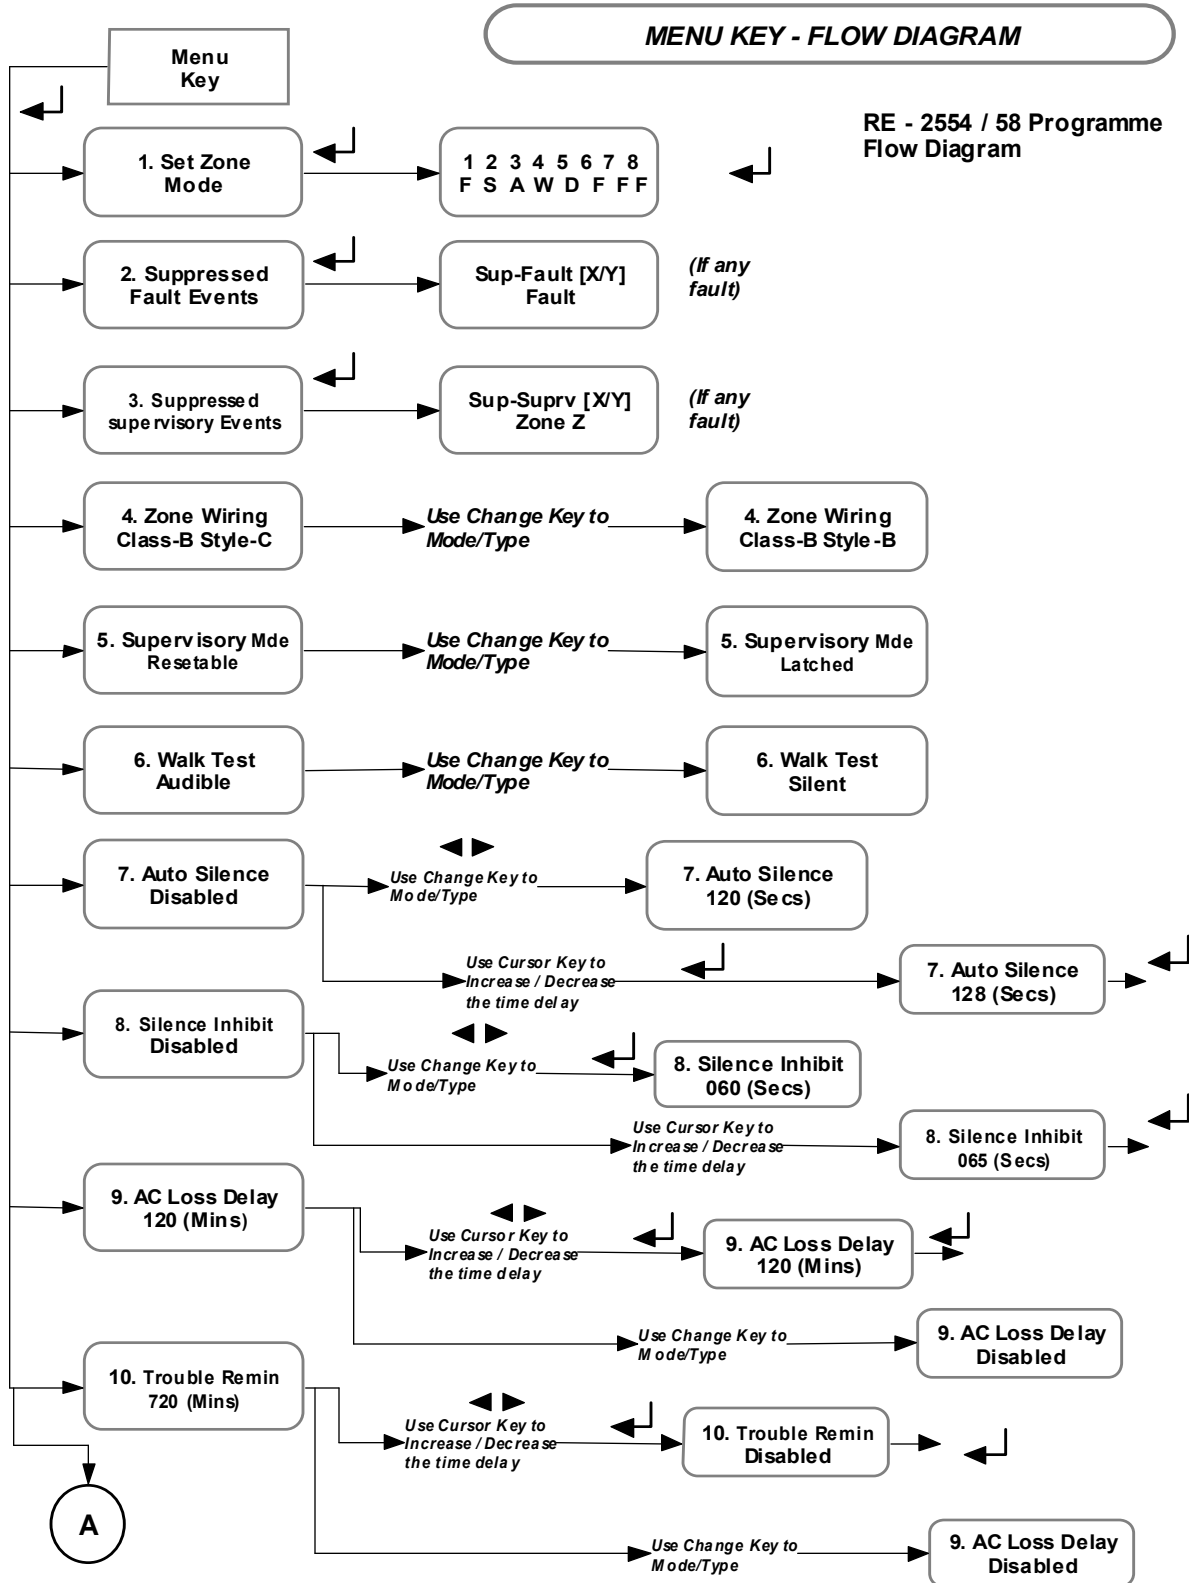 MENU KEY - FLOW DIAGRAM
Menu
Key
RE - 2554 / 58 Programme
Flow Diagram
1. Set Zone
Mode
1 2 3 4 5 6 7 8
F S A W D F F F
2. Suppressed
Fault Events
Sup-Fault [X/Y]
Fault
(If any
fault)
3. Suppressed
supervisory Events
Sup-Suprv [X/Y]
Zone Z
(If any
fault)
4. Zone Wiring
Class-B Style-C
Use Change Key to
Mode/Type
4. Zone Wiring
Class-B Style-B
5. Supervisory Mde
Resetable
Use Change Key to
Mode/Type
5. Supervisory Mde
Latched
6. Walk Test
Audible
Use Change Key to
Mode/Type
6. Walk Test
Silent
7. Auto Silence
Disabled
Use Change Key to
Mode/Type
7. Auto Silence
120 (Secs)
Use Cursor Key to
Increase / Decrease
the time delay
7. Auto Silence
128 (Secs)
8. Silence Inhibit
Disabled
Use Change Key to
Mode/Type
8. Silence Inhibit
060 (Secs)
Use Cursor Key to
Increase / Decrease
the time delay
8. Silence Inhibit
065 (Secs)
9. AC Loss Delay
120 (Mins)
Use Cursor Key to
Increase / Decrease
the time delay
9. AC Loss Delay
120 (Mins)
Use Change Key to
Mode/Type
9. AC Loss Delay
Disabled
10. Trouble Remin
720 (Mins)
Use Cursor Key to
Increase / Decrease
the time delay
10. Trouble Remin
Disabled
A
Use Change Key to
Mode/Type
9. AC Loss Delay
Disabled